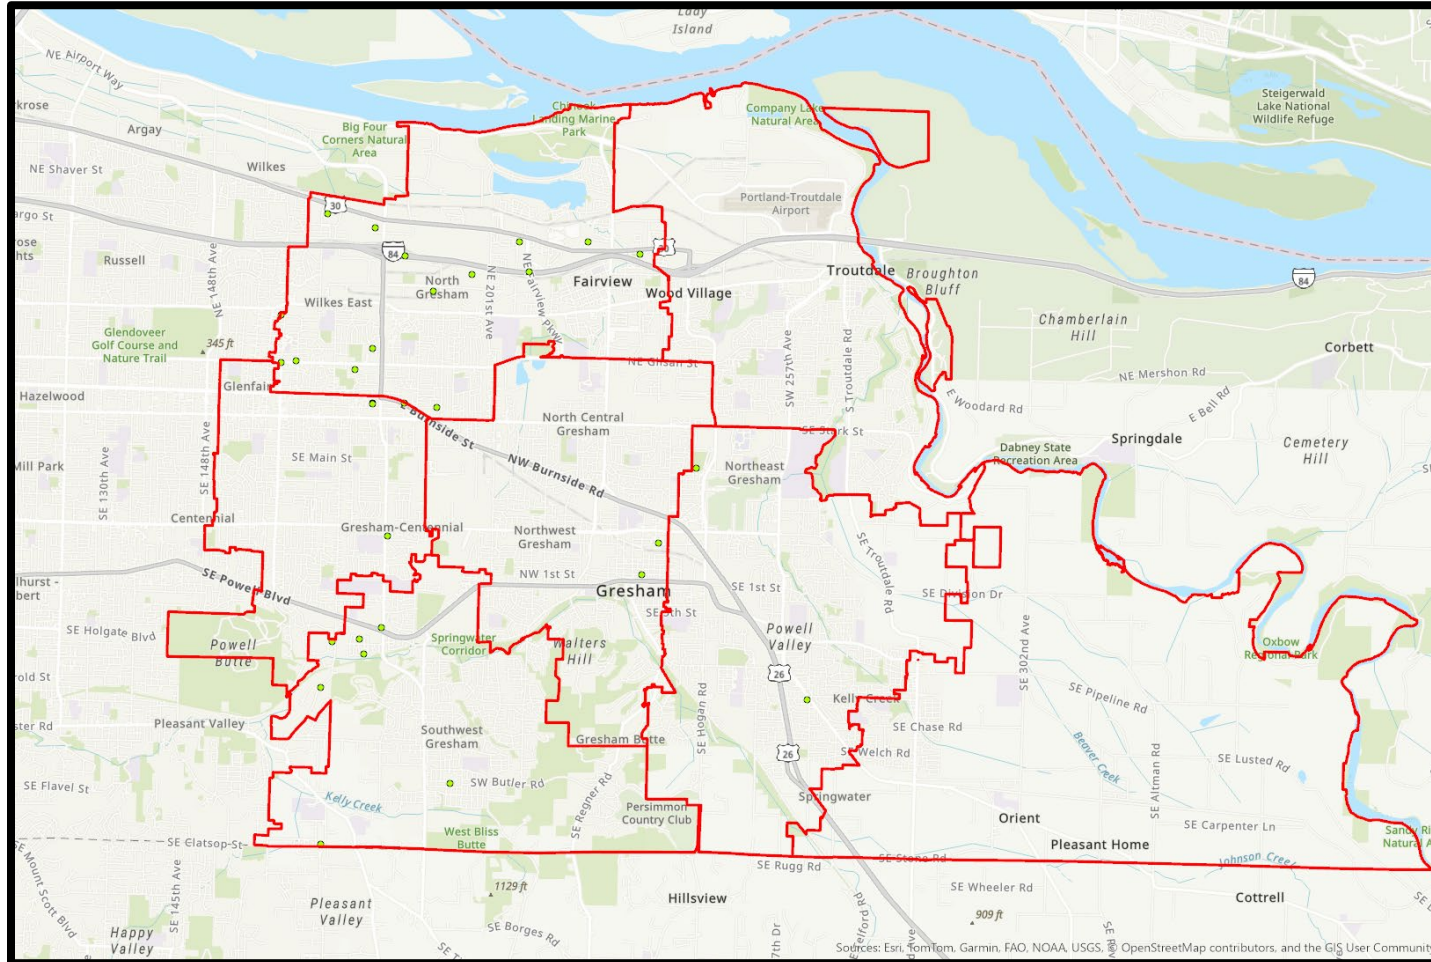 Lady
Island
NE Airport Way
Steigerwald
Lake National
Wildlife Refuge
Company Lake
Natural Area
Landing Marine
Park
Argay
Big Four
Corners Natural
Area
Wilkes
NE Shaver St
30
Portland-Troutdale
Airport
NE 148th Ave
Russell
84
North
Gresham
NE 201st Ave
NE Fairview Pkwy
Fairview
Wood Village
Troutdale
Broughton
Bluff
84
Wilkes East
Chamberlain
Hill
Glendoveer
Golf Course and
Nature Trail
345 ft
Corbett
NE Glisan St
SW 257th Ave
S Troutdale Rd
NE Mershon Rd
Glenfair
Hazelwood
E Woodard Rd
E Bell Rd
E Burnside St
North Central
Gresham
SE Stark St
Springdale
Cemetery
Hill
Dabney State
Recreation Area
SE Main St
NW Burnside Rd
Northeast
Gresham
Mill Park
SE 130th Ave
SE 148th Ave
Centennial
Gresham-Centennial
Northwest
Gresham
SE Troutdale Rd
SE Powell Blvd
NW 1st St
Gresham
SE 1st St
SE Division Dr
SE 5th St
SE 302nd Ave
SE Holgate Blvd
Powell
Butte
Springwater
Corridor
Walters
Hill
Powell
Valley
Oxbow
Regional Park
26
SE Pipeline Rd
Pleasant Valley
Kelly Creek
SE Hogan Rd
SE Chase Rd
Southwest
Gresham
Gresham Butte
26
SE Welch Rd
Beaver Creek
SE Altman Rd
SE Lusted Rd
SE Flavel St
SW Butler Rd
SE Regner Rd
Kelly Creek
Springwater
Persimmon
Country Club
Orient
SE Carpenter Ln
West Bliss
Butte
SE Clatsop St
Pleasant Home
Johnson Creek
SE Stone Rd
SE Rugg Rd
SE Mount Scott Blvd
SE 145th Ave
1129 ft
Hillsview
SE Wheeler Rd
Cottrell
Pleasant
Valley
909 ft
SE Borges Rd
Happy
Valley
Sources: Esri, TomTom, Garmin, FAO, NOAA, USGS, © OpenStreetMap contributors, and the GIS User Community